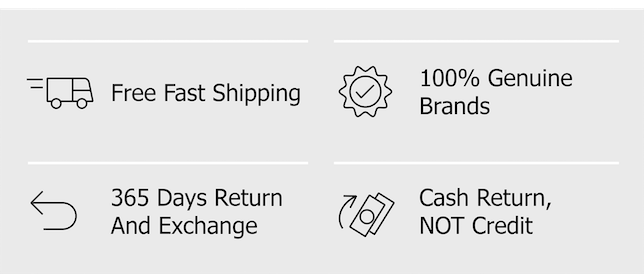 Free Fast Shipping
100% Genuine
Brands
365 Days Return
And Exchange
Cash Return,
NOT Credit